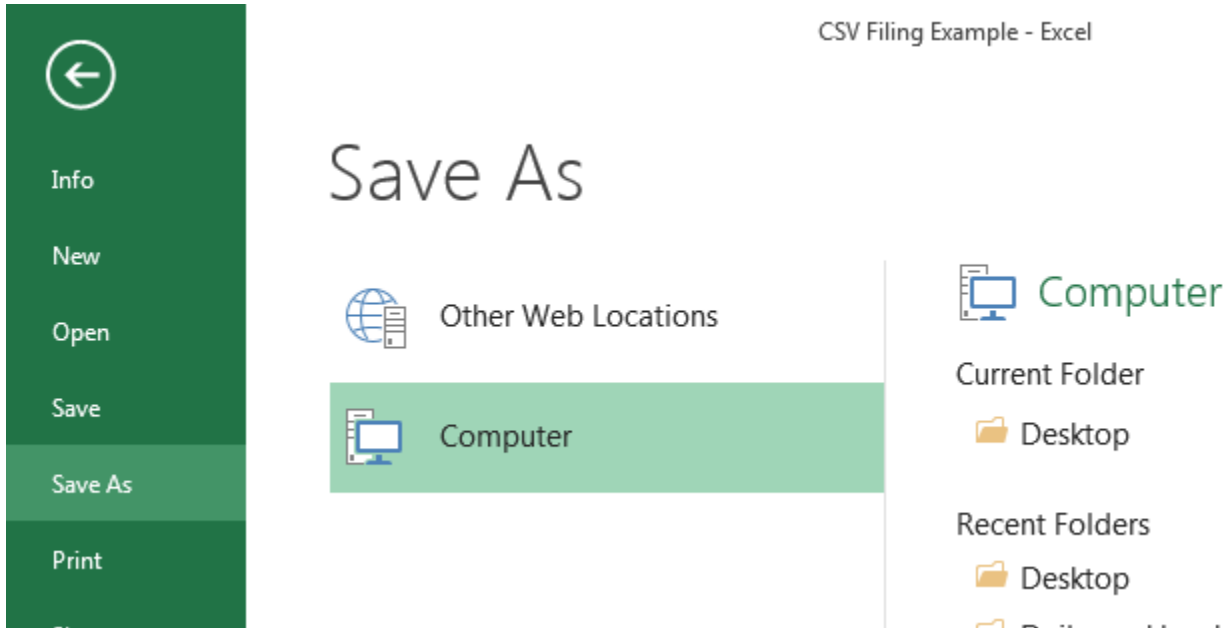 CSV Filing Example - Excel
Info
New
Open
Save
Save As
Print
Save As
Other Web Locations
Computer
Computer
Current Folder
Desktop
Recent Folders
Desktop